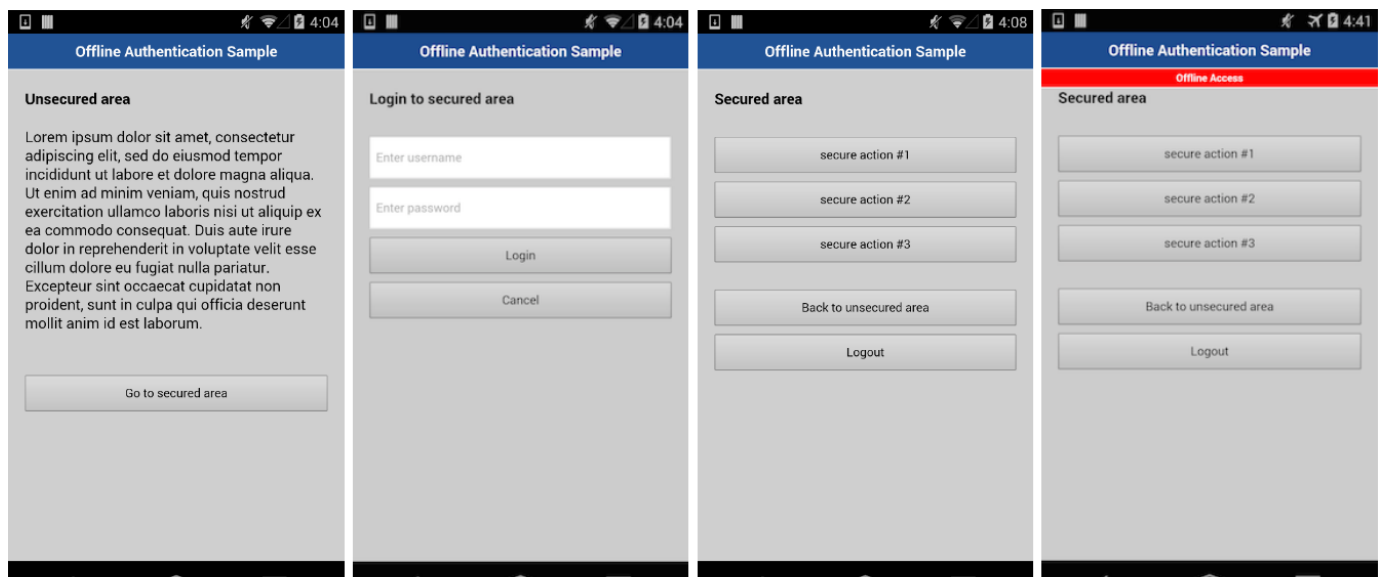 4:04
Offline Authentication Sample
Unsecured area
Lorem ipsum dolor sit amet, consectetur
adipiscing elit, sed do eiusmod tempor
incididunt ut labore et dolore magna aliqua.
Ut enim ad minim veniam, quis nostrud
exercitation ullamco laboris nisi ut aliquip ex
ea commodo consequat. Duis aute irure
dolor in reprehenderit in voluptate velit esse
cillum dolore eu fugiat nulla pariatur.
Excepteur sint occaecat cupidatat non
proident, sunt in culpa qui officia deserunt
mollit anim id est laborum.
Go to secured area
4:04
Offline Authentication Sample
Login to secured area
Enter username
Enter password
Login
Cancel
4:08
Offline Authentication Sample
Secured area
secure action #1
secure action #2
secure action #3
Back to unsecured area
Logout
4:41
Offline Authentication Sample
Offline Access
Secured area
secure action #1
secure action #2
secure action #3
Back to unsecured area
Logout